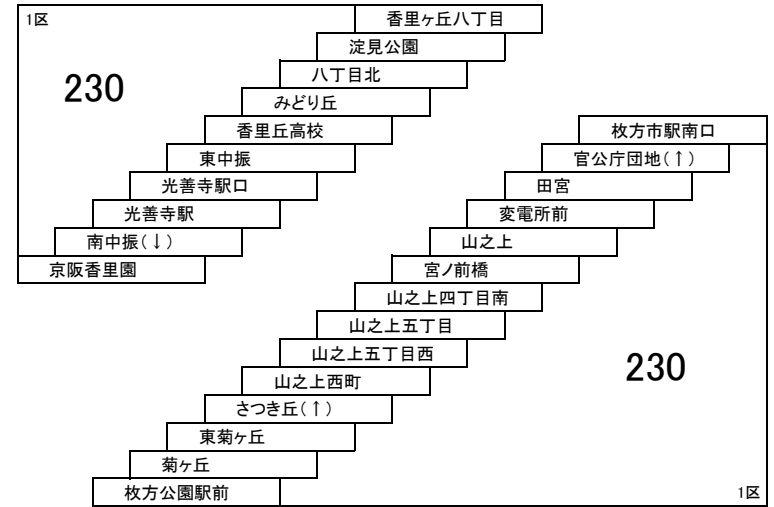 1区
230
香里ヶ丘八丁目
淀見公園
八丁目北
みどり丘
香里丘高校
東中振
光善寺駅口
光善寺駅
南中振(↓)
京阪香里園
枚方市駅南口
官公庁団地(↑)
田宮
変電所前
山之上
宮ノ前橋
山之上四丁目南
山之上五丁目
山之上五丁目西
山之上西町
さつき丘(↑)
東菊ヶ丘
菊ヶ丘
枚方公園駅前
230
1区